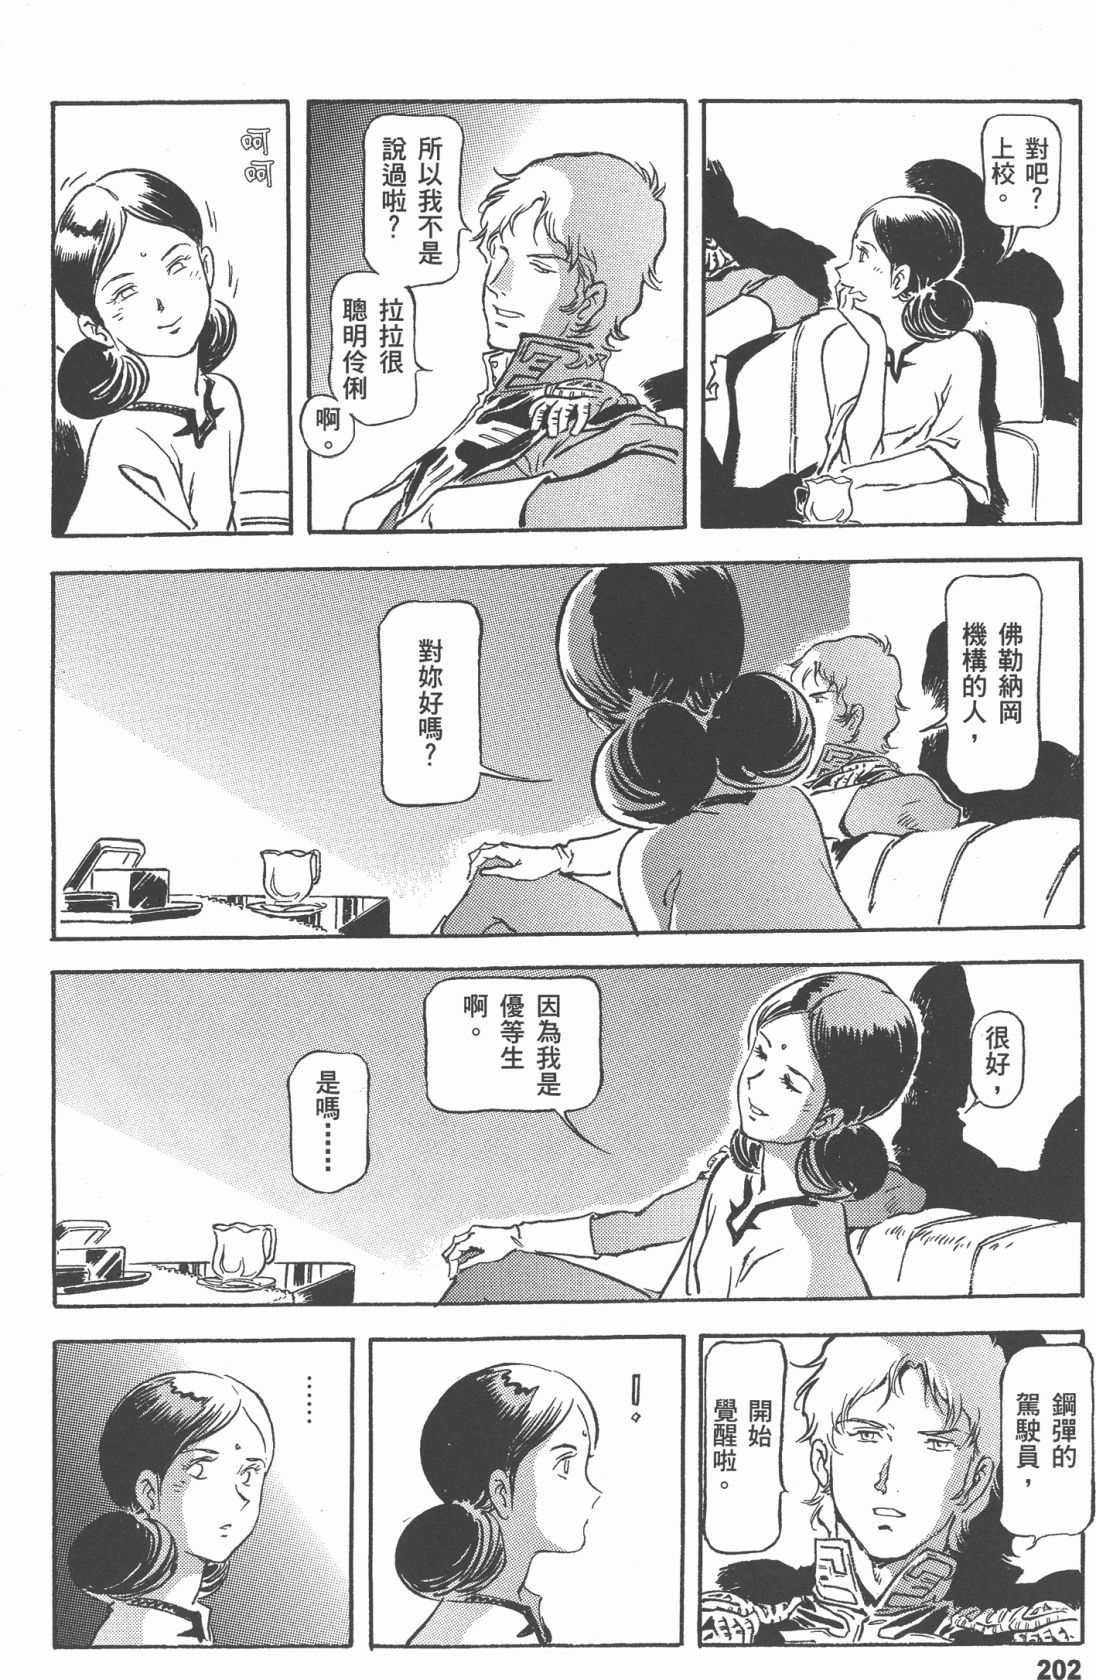 對吧?
上校。
所以我不是
說過啦?
拉拉很
聰明伶俐
啊。
呵呵
佛勒納岡
機構的人,
對妳好嗎?
很好,
因為我是
優等生
啊。
是嗎……
鋼彈的
駕駛員,
開始
覺醒啦。
!
……
202